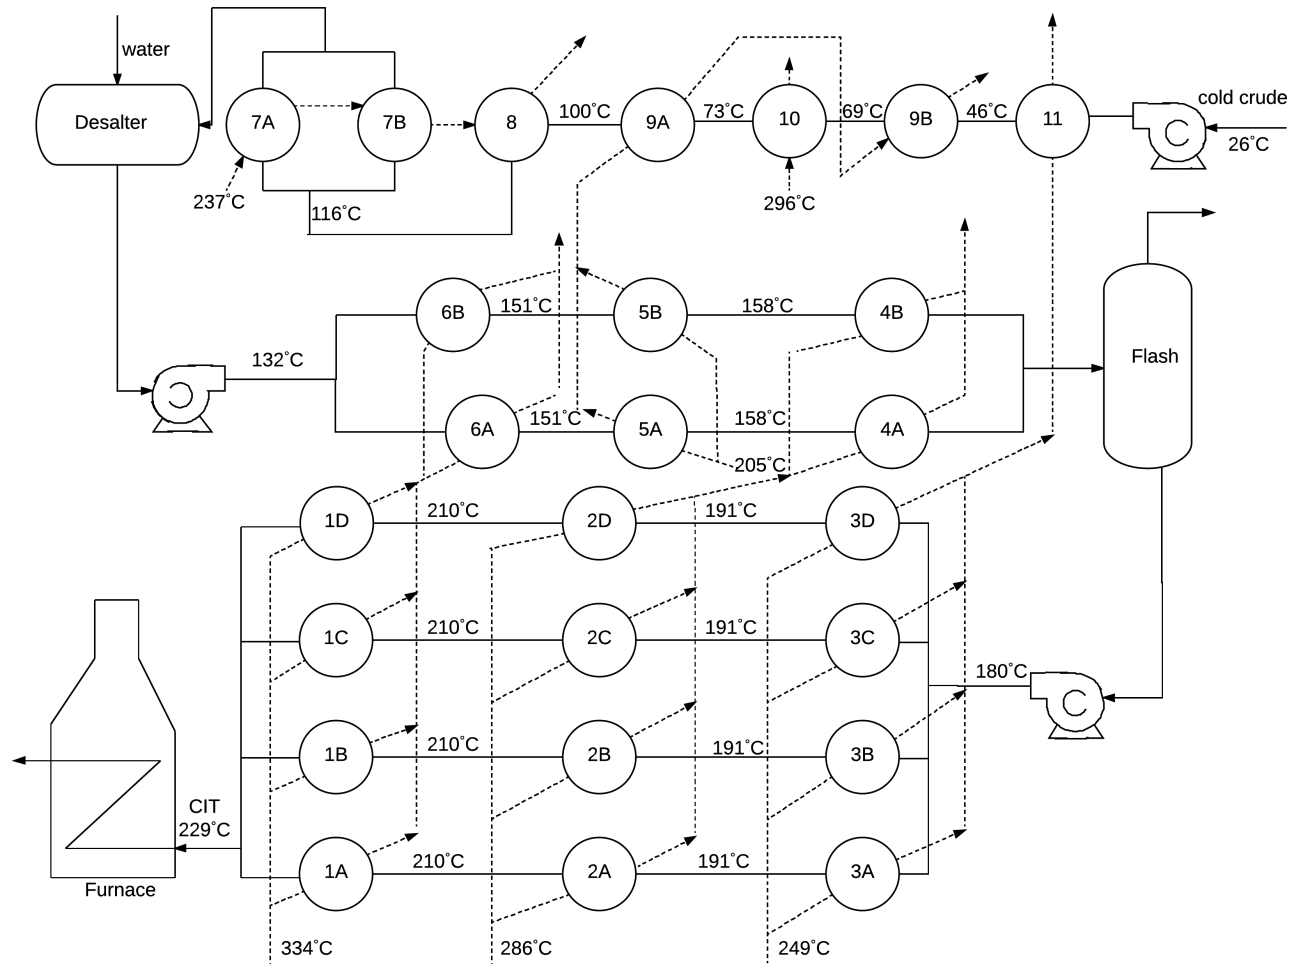 water
cold crude
Desalter
7A
7B
8
100°C
9A
73°C
10
69°C
9B
46°C
11
26°C
237°C
116°C
296°C
6B
151°C
5B
158°C
4B
Flash
132°C
6A
151°C
5A
158°C
4A
205°C
1D
210°C
2D
191°C
3D
1C
210°C
2C
191°C
3C
180°C
1B
210°C
2B
191°C
3B
CIT
229°C
1A
210°C
2A
191°C
3A
Furnace
334°C
286°C
249°C